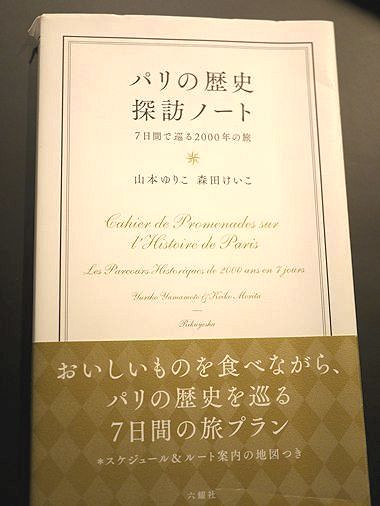 パリの歴史
探訪ノート
7日間で巡る2000年の旅
山本ゆりこ 森田けいこ
Cahier de Promenades sur
l'Histoire de Paris
Les Parcours Historiques de 2000 ans en 7 jours
Yuriko Yamamoto & Keiko Morita
Rikuyosha
おいしいものを食べながら、
パリの歴史を巡る
7日間の旅プラン
*スケジュール&ルート案内の地図つき
六耀社